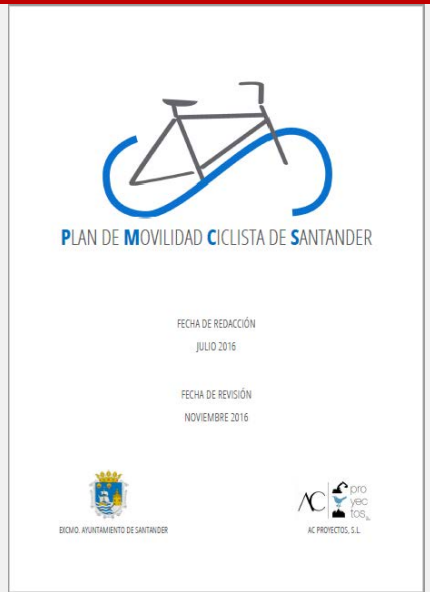 PLAN DE MOVILIDAD CICLISTA DE SANTANDER
FECHA DE REDACCIÓN
JULIO 2016
FECHA DE REVISIÓN
NOVIEMBRE 2016
EXCMO. AYUNTAMIENTO DE SANTANDER
AC
pro
yec
tos
AC PROYECTOS, S.L.